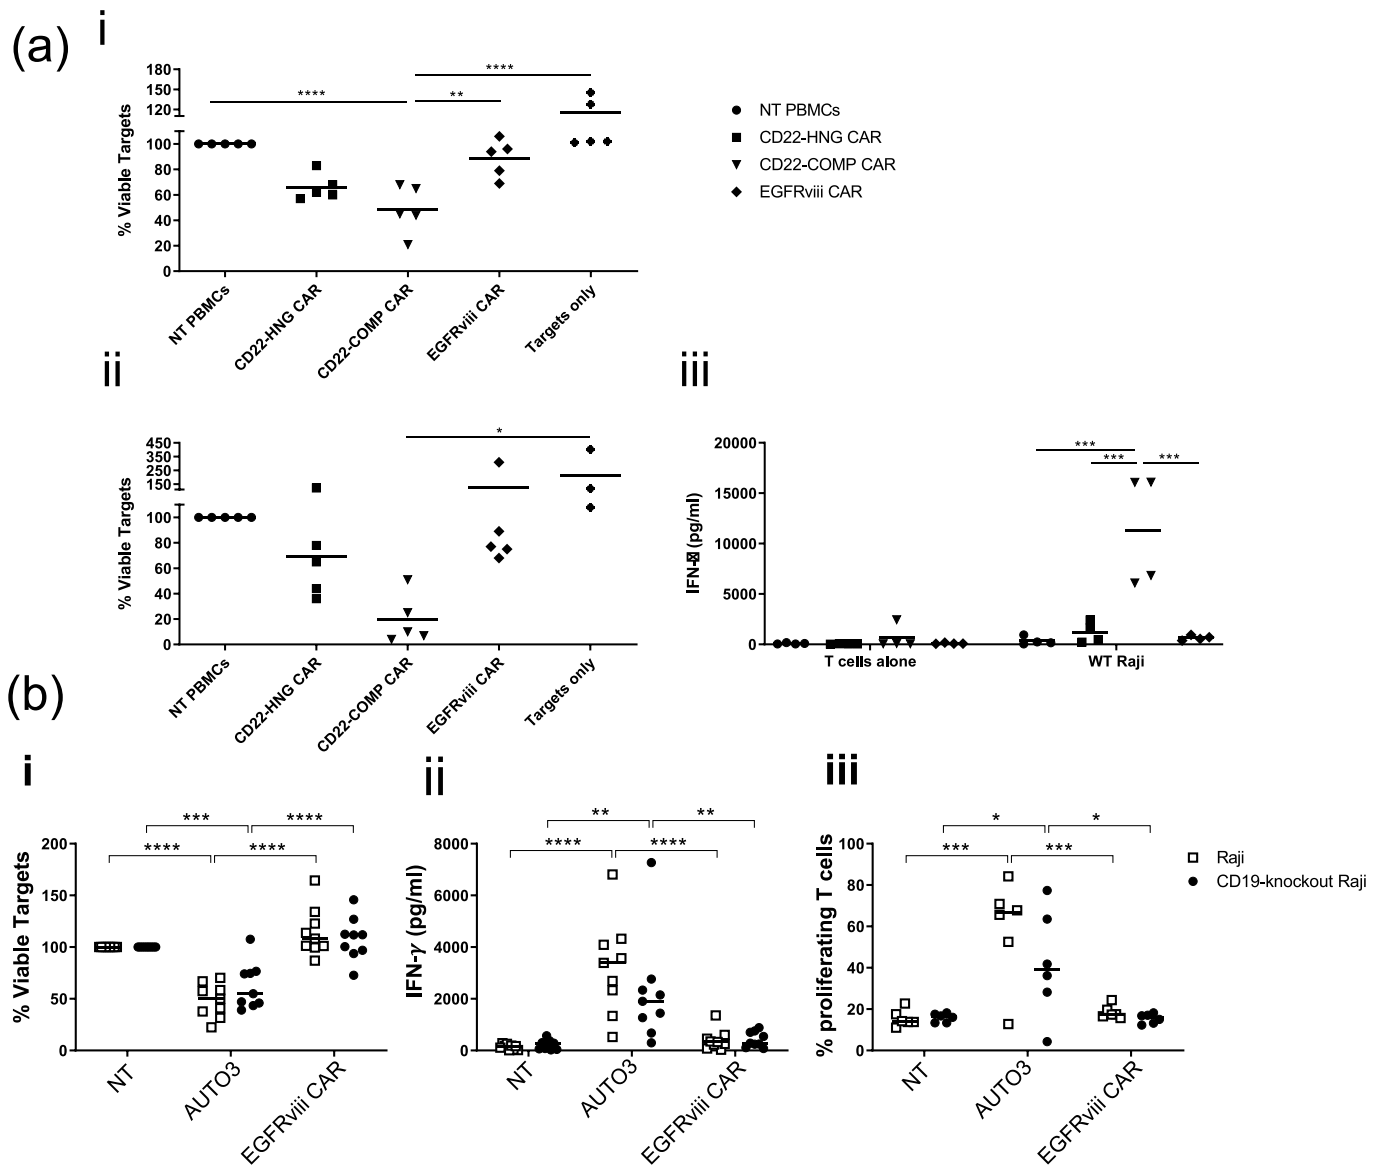 (a)
i
% Viable Targets
180
150
120
100
80
60
40
20
0
****
**
****
NT PBMCs
CD22-HNG CAR
CD22-COMP CAR
EGFRviii CAR
Targets only
NT PBMCs
CD22-HNG CAR
CD22-COMP CAR
EGFRviii CAR
ii
% Viable Targets
450
350
250
150
100
80
60
40
20
0
*
NT PBMCs
CD22-HNG CAR
CD22-COMP CAR
EGFRviii CAR
Targets only
iii
IFN-☒ (pg/ml)
20000
15000
10000
5000
0
***
***
***
T cells alone
WT Raji
(b)
i
% Viable Targets
200
150
100
50
0
***
****
****
****
NT
AUTO3
EGFRviii CAR
ii
IFN-γ (pg/ml)
8000
6000
4000
2000
0
**
**
****
****
NT
AUTO3
EGFRviii CAR
iii
% proliferating T cells
100
80
60
40
20
0
*
*
***
***
NT
AUTO3
EGFRviii CAR
Raji
CD19-knockout Raji